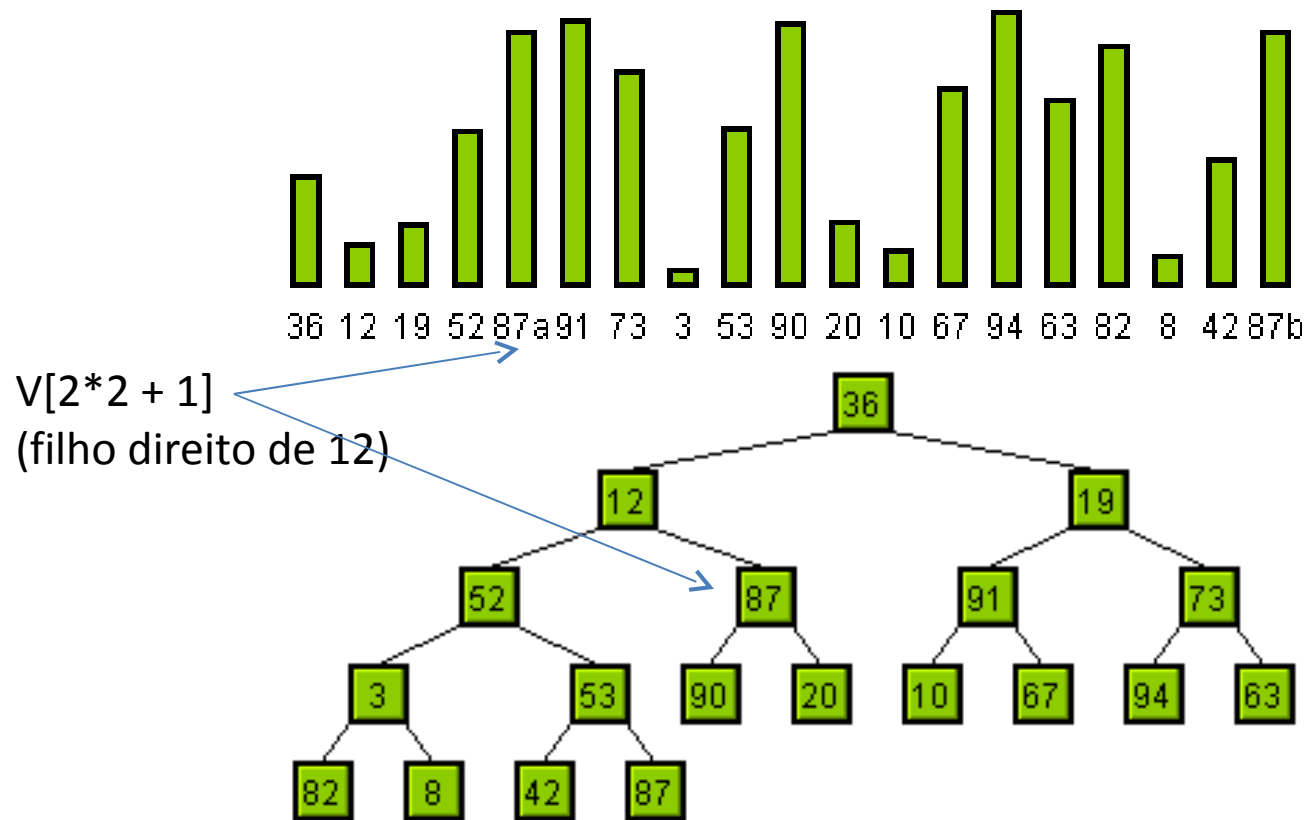 36 12 19 52 87a 91 73 3 53 90 20 10 67 94 63 82 8 42 87b
V[2*2 + 1]
(filho direito de 12)
36
12 19
52 87 91 73
3 53 90 20 10 67 94 63
82 8 42 87